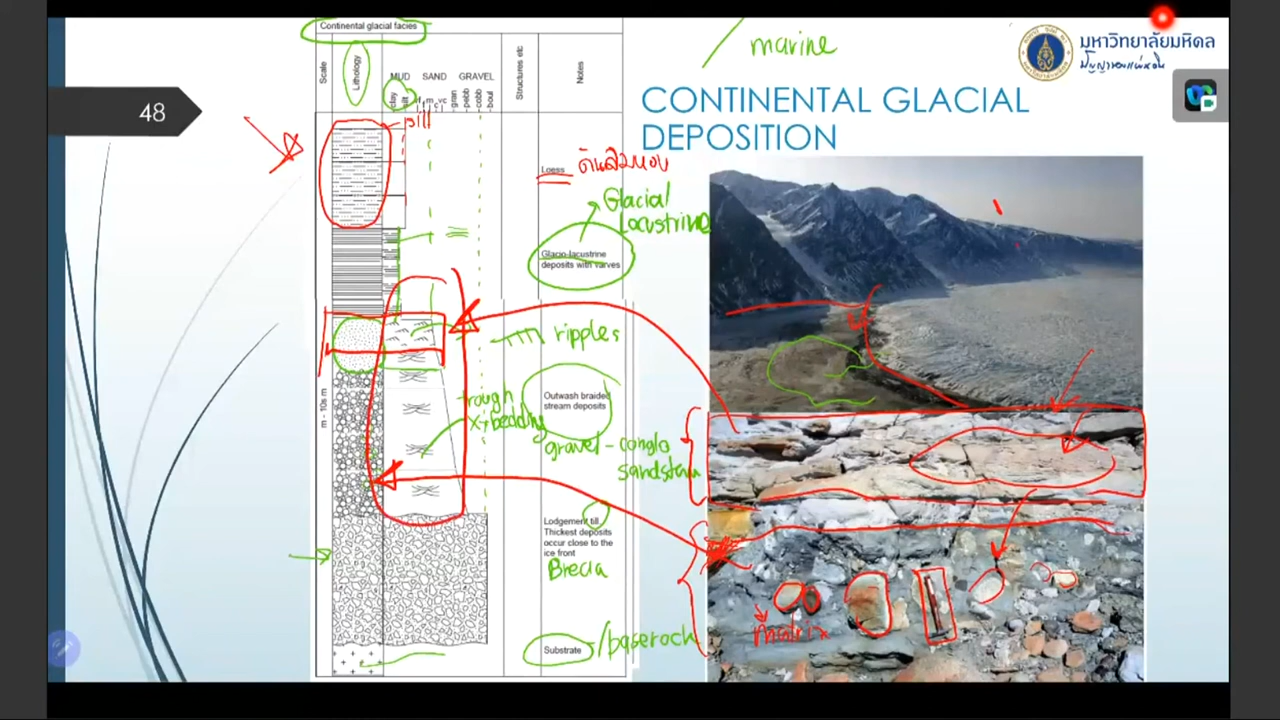 Continental glacial facies
marine
มหาวิทยาลัยมหิดล
ปัญญาของแผ่นดิน
48
CONTINENTAL GLACIAL
DEPOSITION
Scale
Lithology
MUD SAND GRAVEL
clay
silt
f
m
c
vc
gran
pebb
cobb
boul
Structures etc
Notes
Loess
Glacial
Lacustrine
Glacio-lacustrine
deposits with varves
ripples
m - 10s m
Outwash braided
stream deposits
trough
x-bedding
gravel - conglo
Lodgement till
Thickest deposits
occur close to the
ice front
Brecia
matrix
Substrate
/baserock